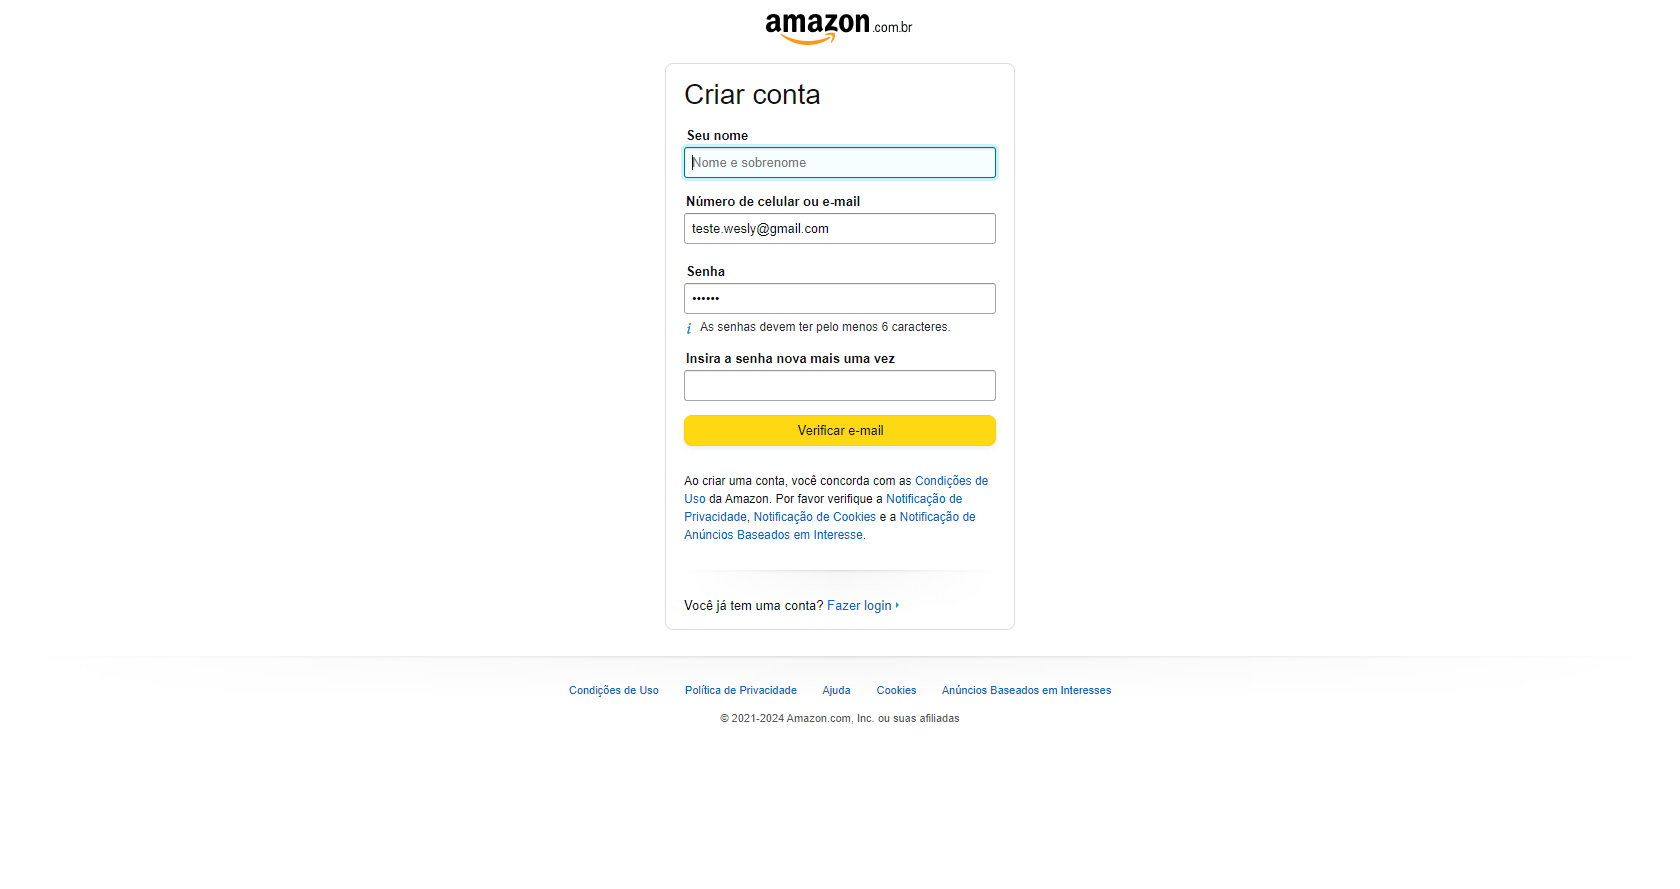 amazon.com.br
Criar conta
Seu nome
Nome e sobrenome
Número de celular ou e-mail
teste.wesly@gmail.com
Senha
••••••
i As senhas devem ter pelo menos 6 caracteres.
Insira a senha nova mais uma vez
Verificar e-mail
Ao criar uma conta, você concorda com as Condições de
Uso da Amazon. Por favor verifique a Notificação de
Privacidade, Notificação de Cookies e a Notificação de
Anúncios Baseados em Interesse.
Você já tem uma conta? Fazer login
Condições de Uso Política de Privacidade Ajuda Cookies Anúncios Baseados em Interesses
© 2021-2024 Amazon.com, Inc. ou suas afiliadas